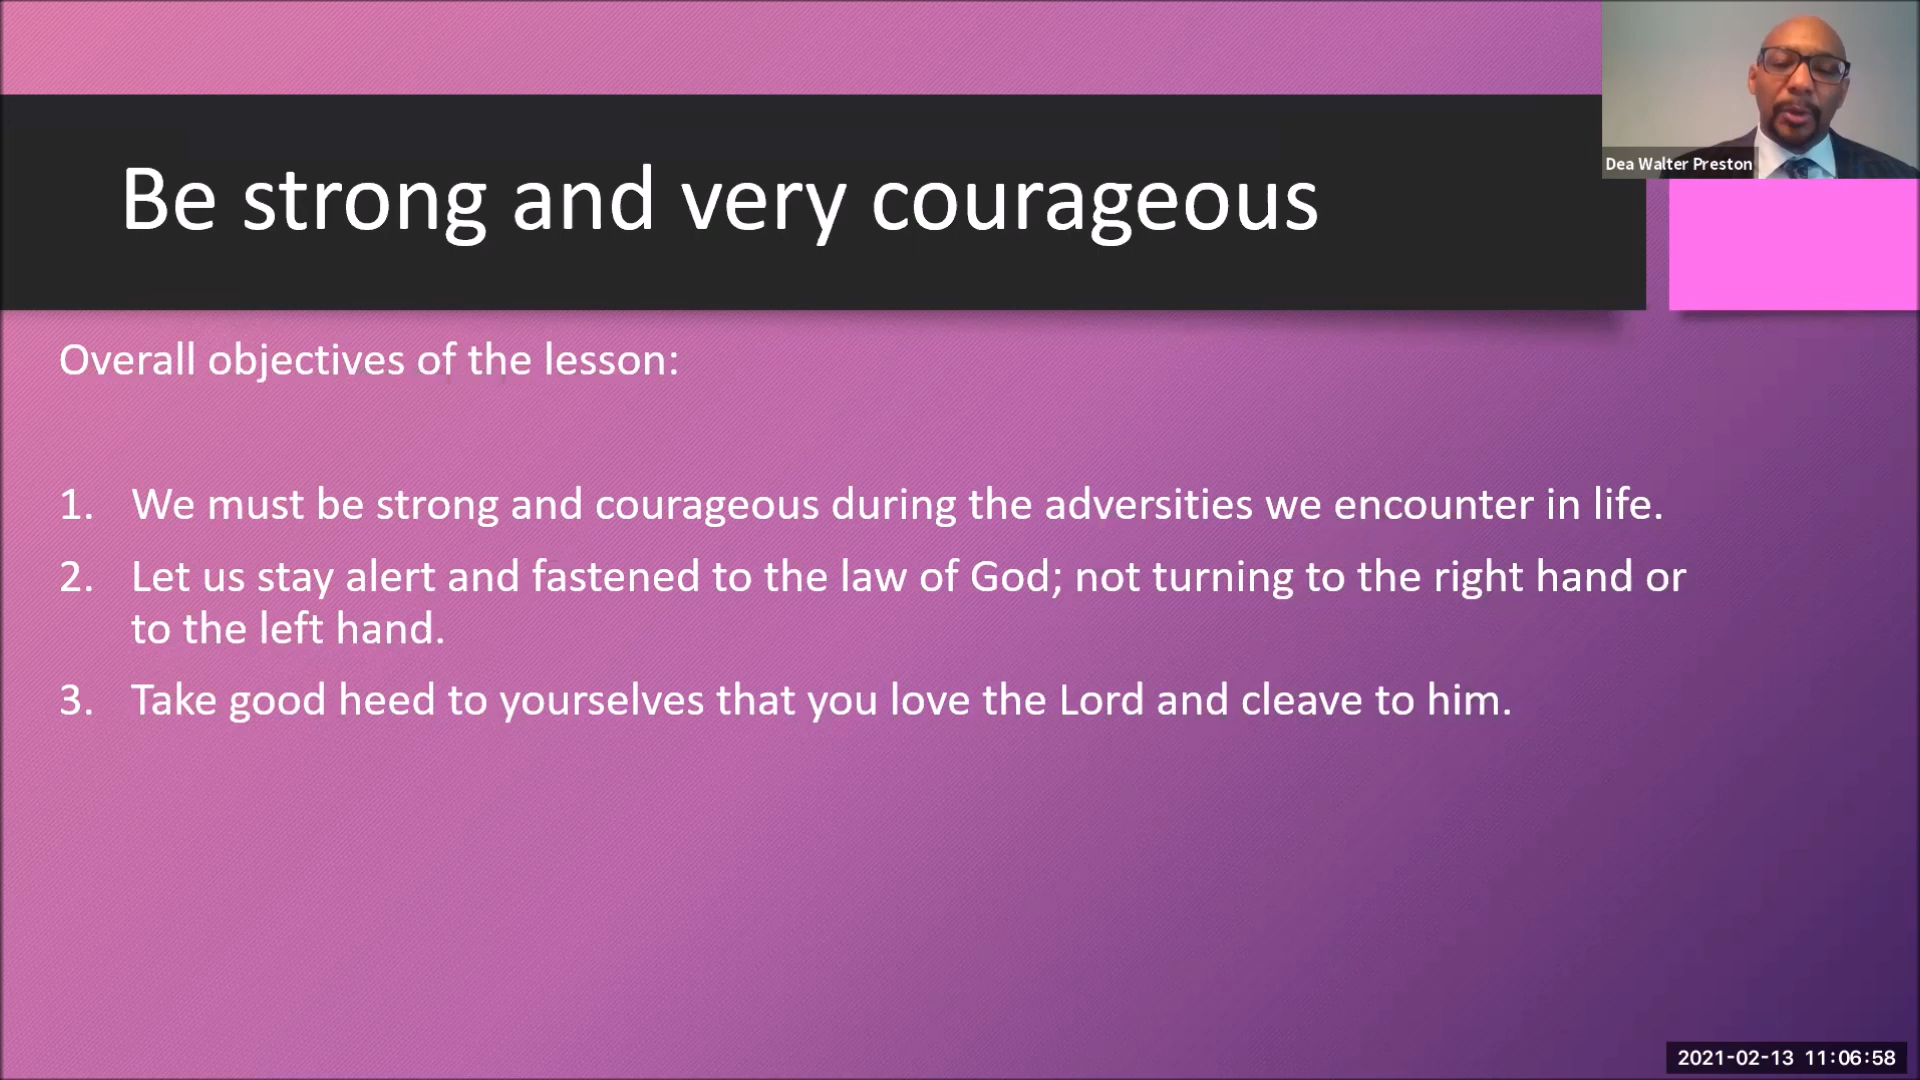 Dea Walter Preston
Be strong and very courageous
Overall objectives of the lesson:
1. We must be strong and courageous during the adversities we encounter in life.
2. Let us stay alert and fastened to the law of God; not turning to the right hand or
to the left hand.
3. Take good heed to yourselves that you love the Lord and cleave to him.
2021-02-13 11:06:58